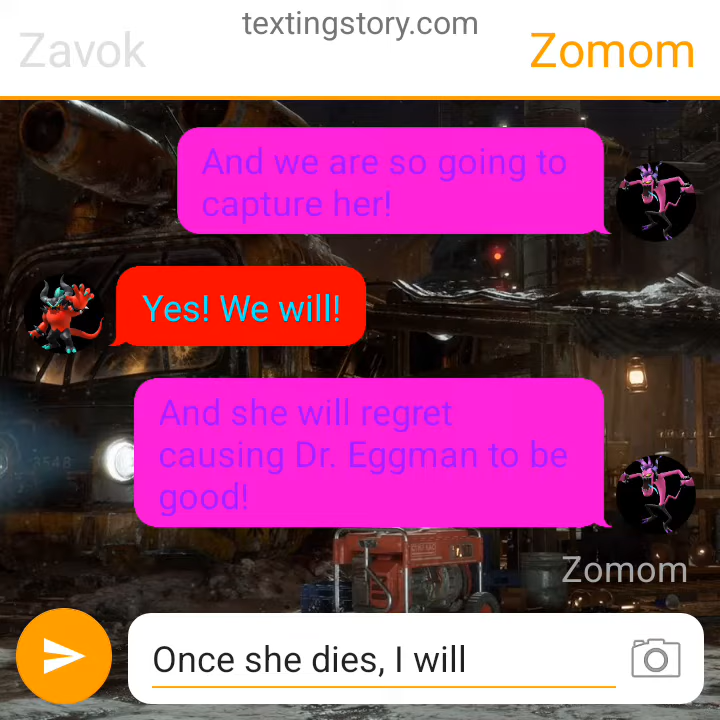 textingstory.com
Zavok
Zomom
And we are so going to
capture her!
Yes! We will!
And she will regret
causing Dr. Eggman to be
good!
3548
Zomom
Once she dies, I will